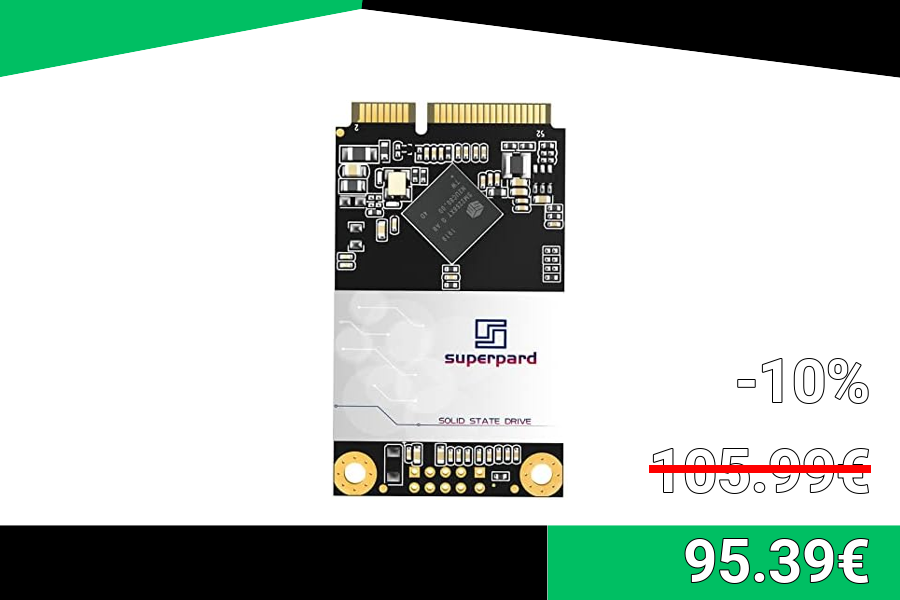 2
52
superpard
SOLID STATE DRIVE
-10%
105.99€
95.39€